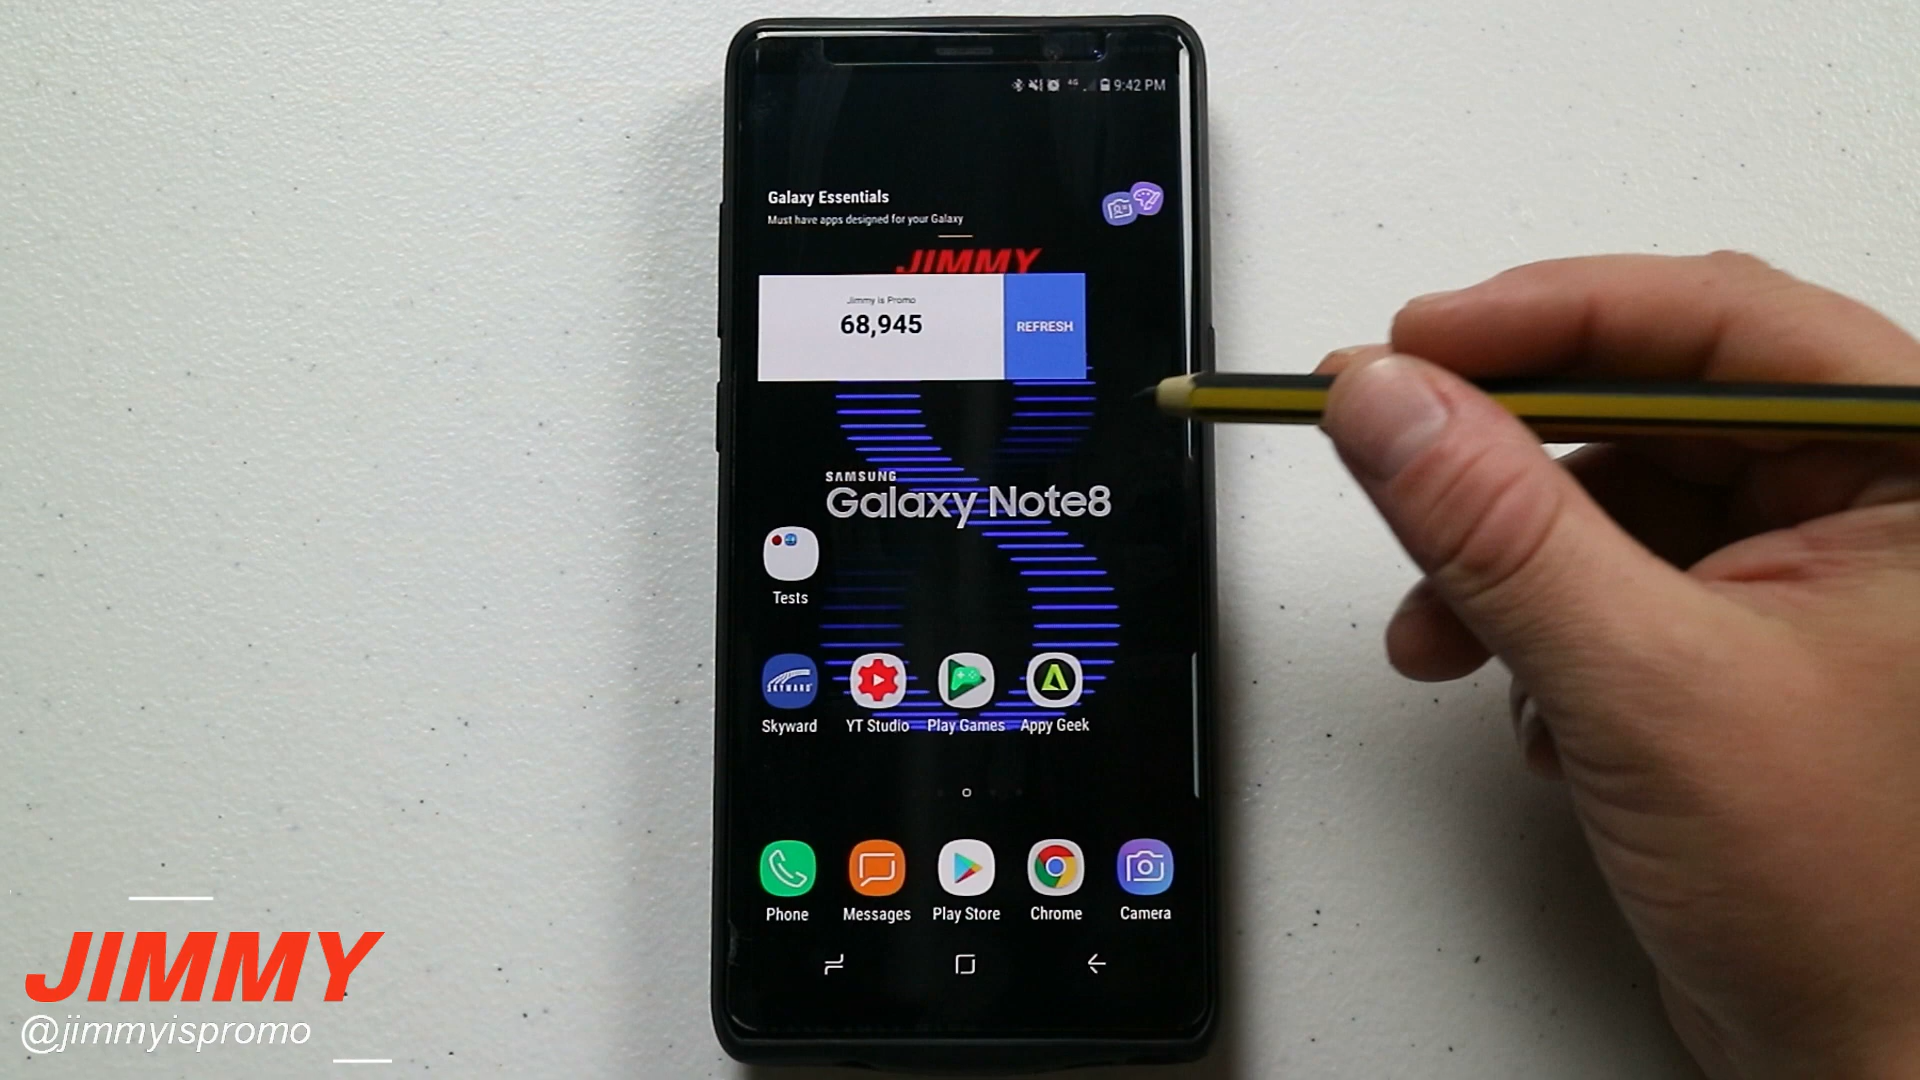 4G 9:42 PM
Galaxy Essentials
Must have apps designed for your Galaxy
JIMMY
Jimmy is Promo
68,945
REFRESH
SAMSUNG
Galaxy Note8
Tests
SKYWARD
Skyward
YT Studio
Play Games
Appy Geek
Phone
Messages
Play Store
Chrome
Camera
JIMMY
@jimmyispromo